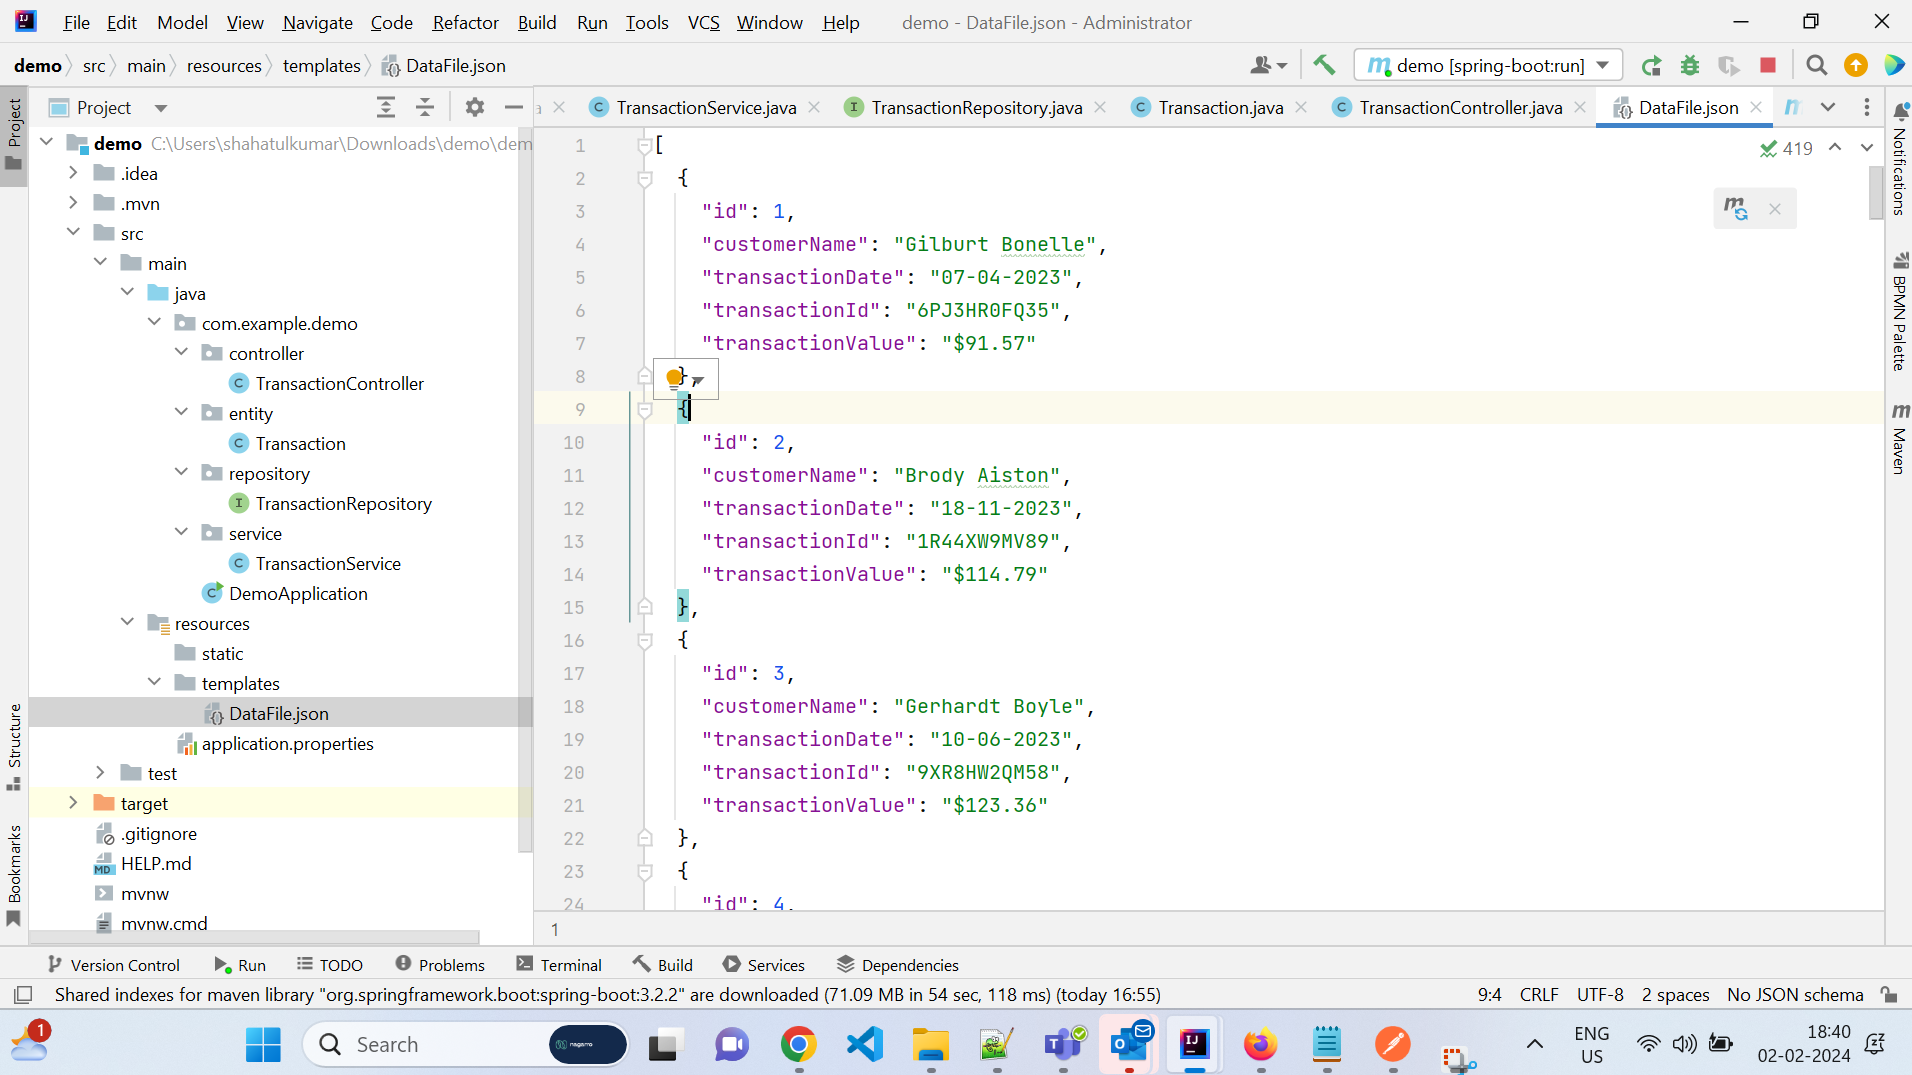 File Edit Model View Navigate Code Refactor Build Run Tools VCS Window Help demo - DataFile.json - Administrator
demo src main resources templates DataFile.json demo [spring-boot:run]
Project
TransactionService.java TransactionRepository.java Transaction.java TransactionController.java DataFile.json
Project
Structure
Bookmarks
demo C:\Users\shahatulkumar\Downloads\demo\dem
.idea
.mvn
src
main
java
com.example.demo
controller
TransactionController
entity
Transaction
repository
TransactionRepository
service
TransactionService
DemoApplication
resources
static
templates
DataFile.json
application.properties
test
target
.gitignore
HELP.md
mvnw
mvnw.cmd
419
1 [
2 {
3 "id": 1,
4 "customerName": "Gilburt Bonelle",
5 "transactionDate": "07-04-2023",
6 "transactionId": "6PJ3HR0FQ35",
7 "transactionValue": "$91.57"
8 },
9 {
10 "id": 2,
11 "customerName": "Brody Aiston",
12 "transactionDate": "18-11-2023",
13 "transactionId": "1R44XW9MV89",
14 "transactionValue": "$114.79"
15 },
16 {
17 "id": 3,
18 "customerName": "Gerhardt Boyle",
19 "transactionDate": "10-06-2023",
20 "transactionId": "9XR8HW2QM58",
21 "transactionValue": "$123.36"
22 },
23 {
24 "id": 4,
1
Notifications
BPMN Palette
Maven
Version Control Run TODO Problems Terminal Build Services Dependencies
Shared indexes for maven library "org.springframework.boot:spring-boot:3.2.2" are downloaded (71.09 MB in 54 sec, 118 ms) (today 16:55) 9:4 CRLF UTF-8 2 spaces No JSON schema
1
Search
nagarro
ENG
US
18:40
02-02-2024